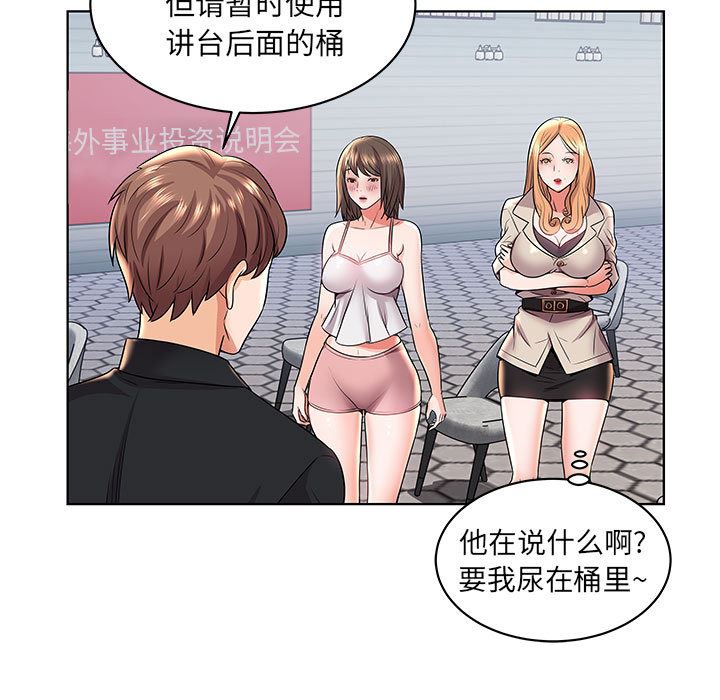 但请暂时使用
讲台后面的桶
外事业投资说明会
他在说什么啊?
要我尿在桶里~